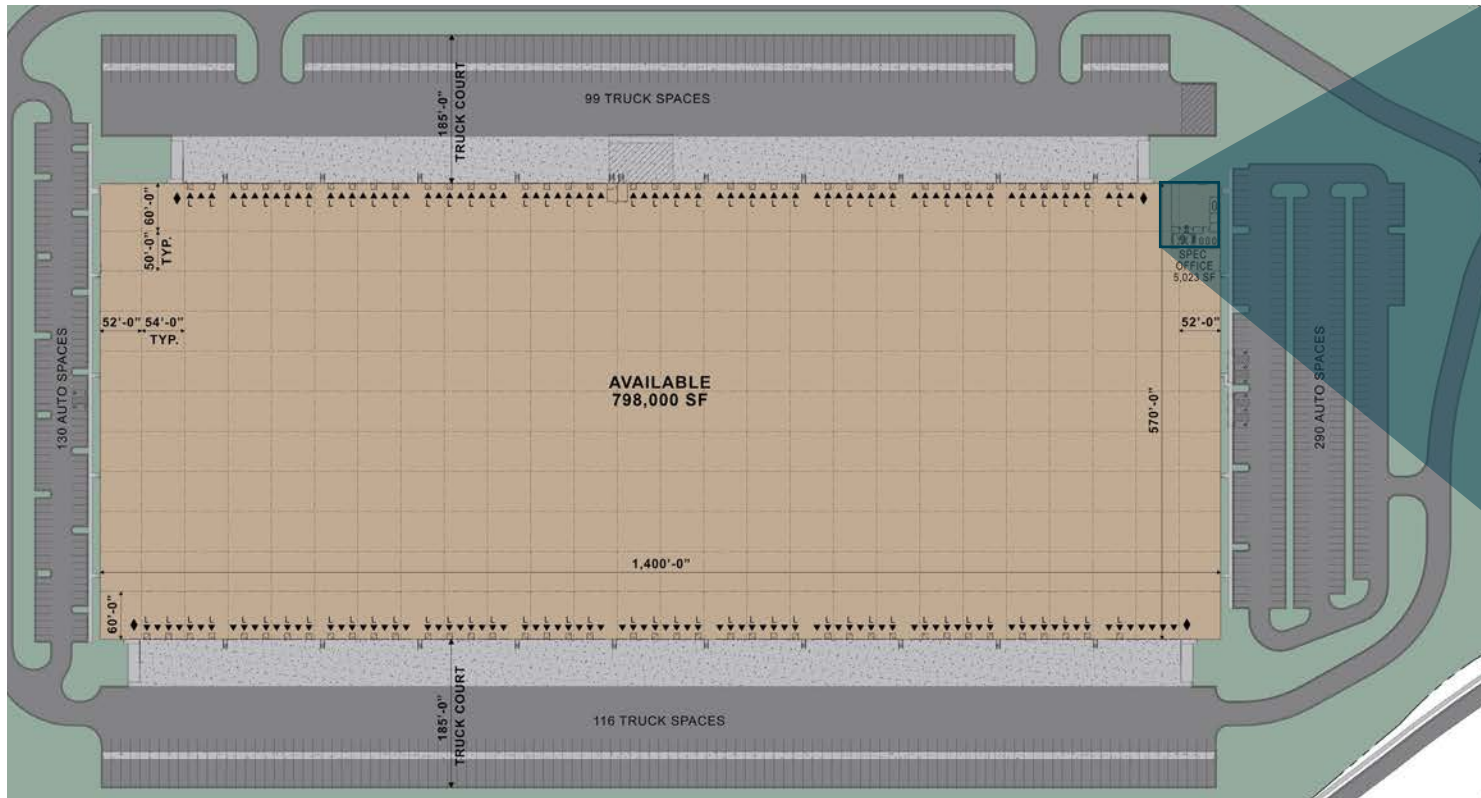 99 TRUCK SPACES
185'-0"
TRUCK COURT
60'-0"
50'-0"
TYP.
52'-0" 54'-0"
TYP.
SPEC
OFFICE
5,023 SF
52'-0"
130 AUTO SPACES
AVAILABLE
798,000 SF
570'-0"
290 AUTO SPACES
1,400'-0"
60'-0"
185'-0"
TRUCK COURT
116 TRUCK SPACES